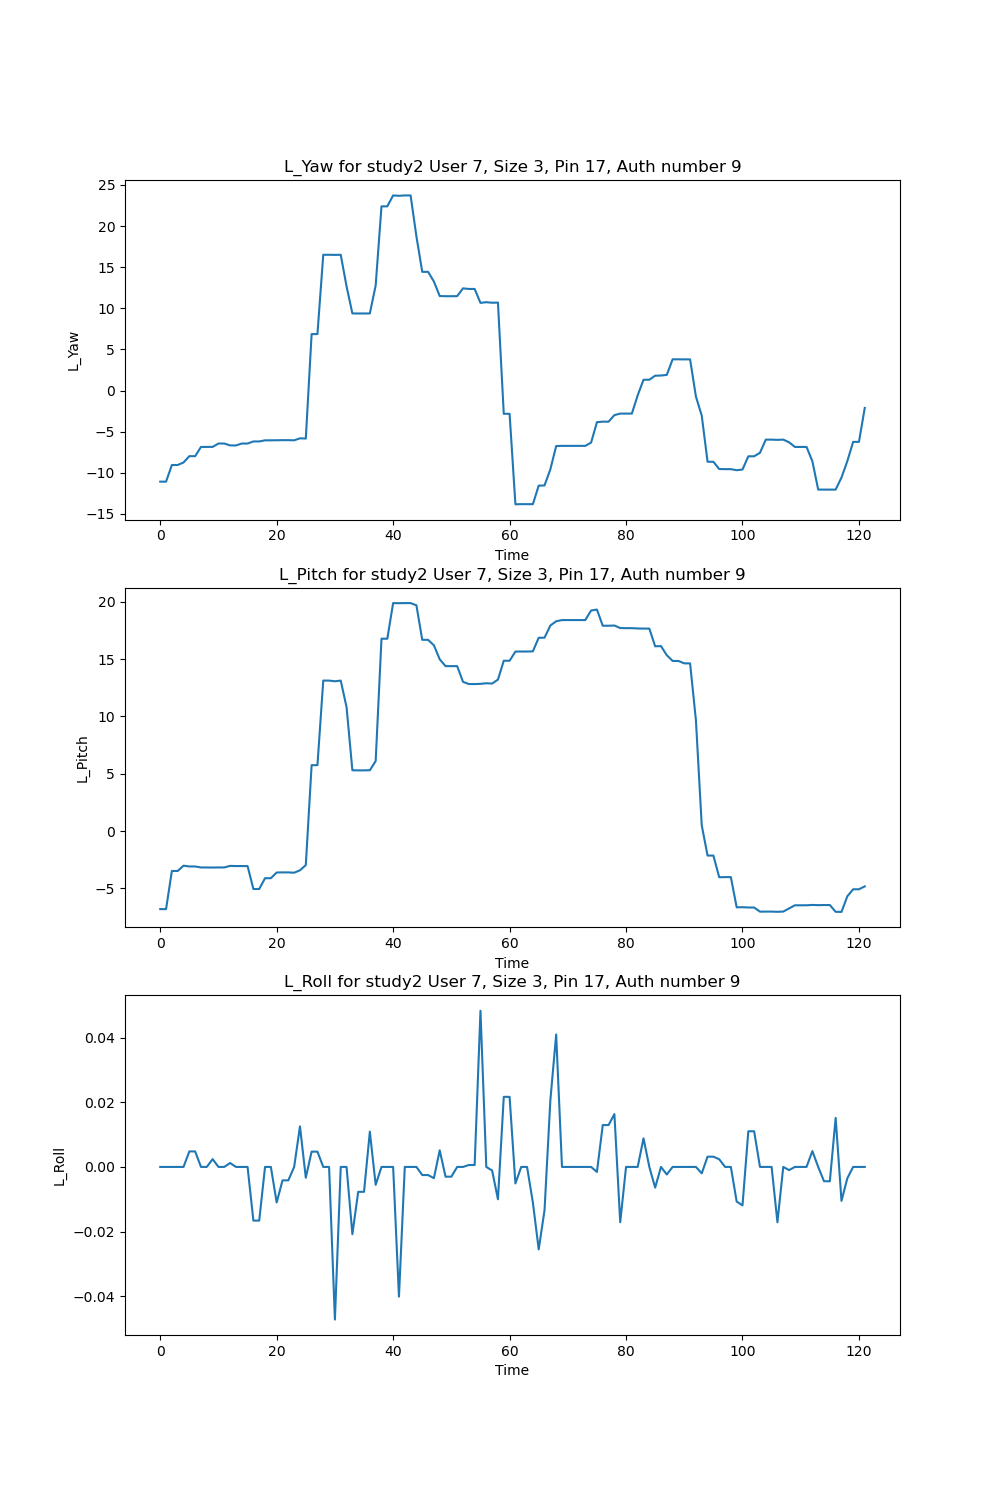 L_Yaw for study2 User 7, Size 3, Pin 17, Auth number 9
25
20
15
10
5
0
−5
−10
−15
L_Yaw
0 20 40 60 80 100 120
Time
L_Pitch for study2 User 7, Size 3, Pin 17, Auth number 9
20
15
10
5
0
−5
L_Pitch
0 20 40 60 80 100 120
Time
L_Roll for study2 User 7, Size 3, Pin 17, Auth number 9
0.04
0.02
0.00
−0.02
−0.04
L_Roll
0 20 40 60 80 100 120
Time